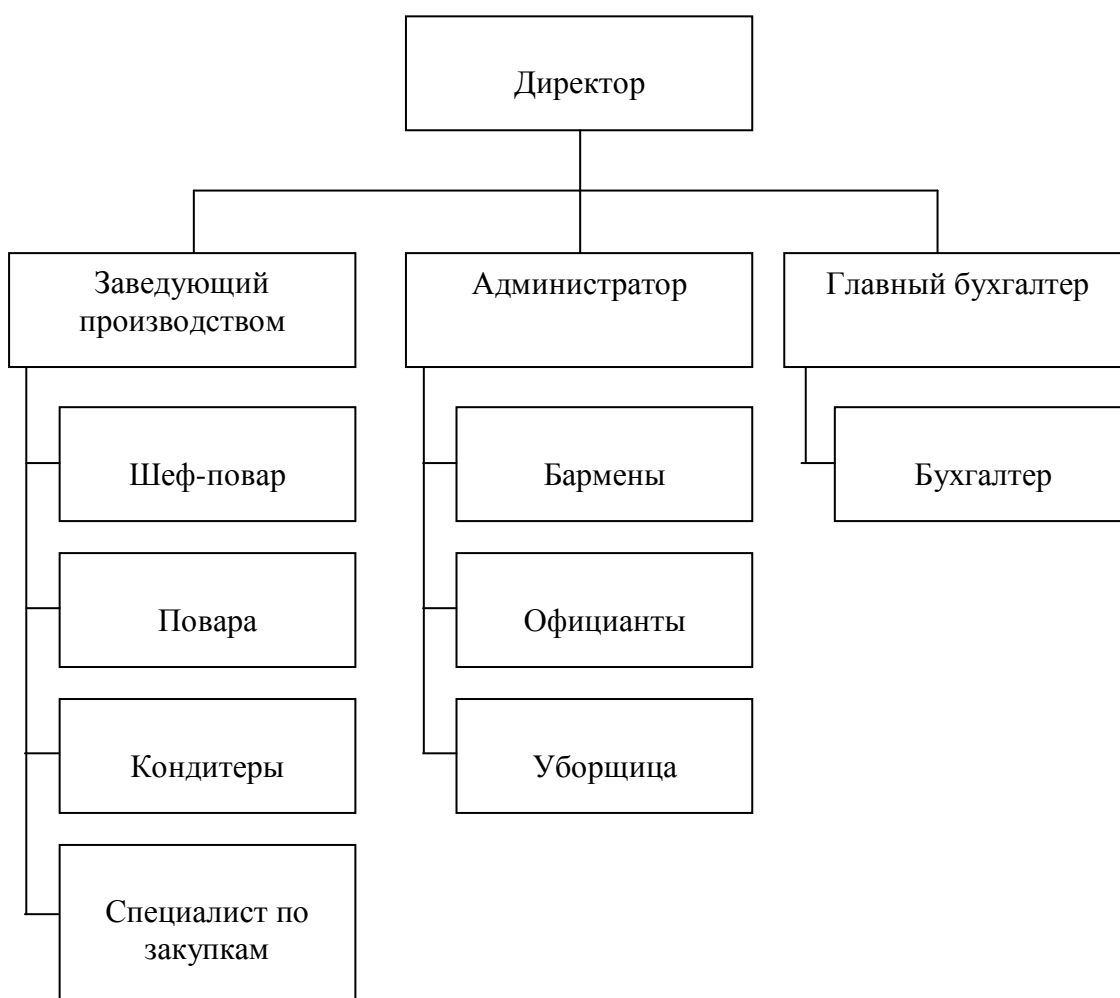 Директор
Заведующий
производством
Администратор
Главный бухгалтер
Шеф-повар
Бармены
Бухгалтер
Повара
Официанты
Кондитеры
Уборщица
Специалист по
закупкам